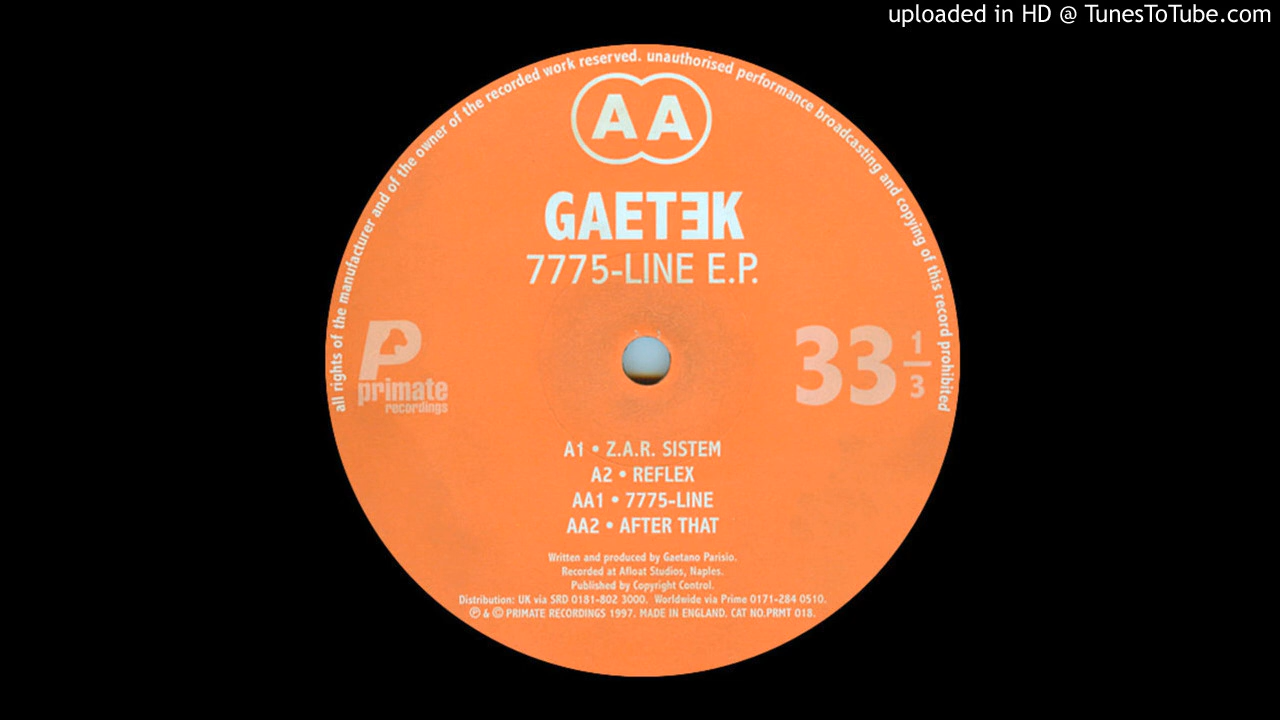 uploaded in HD @ TunesToTube.com
all rights of the manufacturer and of the owner of the recorded work reserved. unauthorised performance broadcasting and copying of this record prohibited
AA
GAETƎK
7775-LINE E.P.
primate
recordings
33 1/3
A1 • Z.A.R. SISTEM
A2 • REFLEX
AA1 • 7775-LINE
AA2 • AFTER THAT
Written and produced by Gaetano Parisio.
Recorded at Afloat Studios, Naples.
Published by Copyright Control.
Distribution: UK via SRD 0181-802 3000. Worldwide via Prime 0171-284 0510.
℗ & © PRIMATE RECORDINGS 1997. MADE IN ENGLAND. CAT NO.PRMT 018.